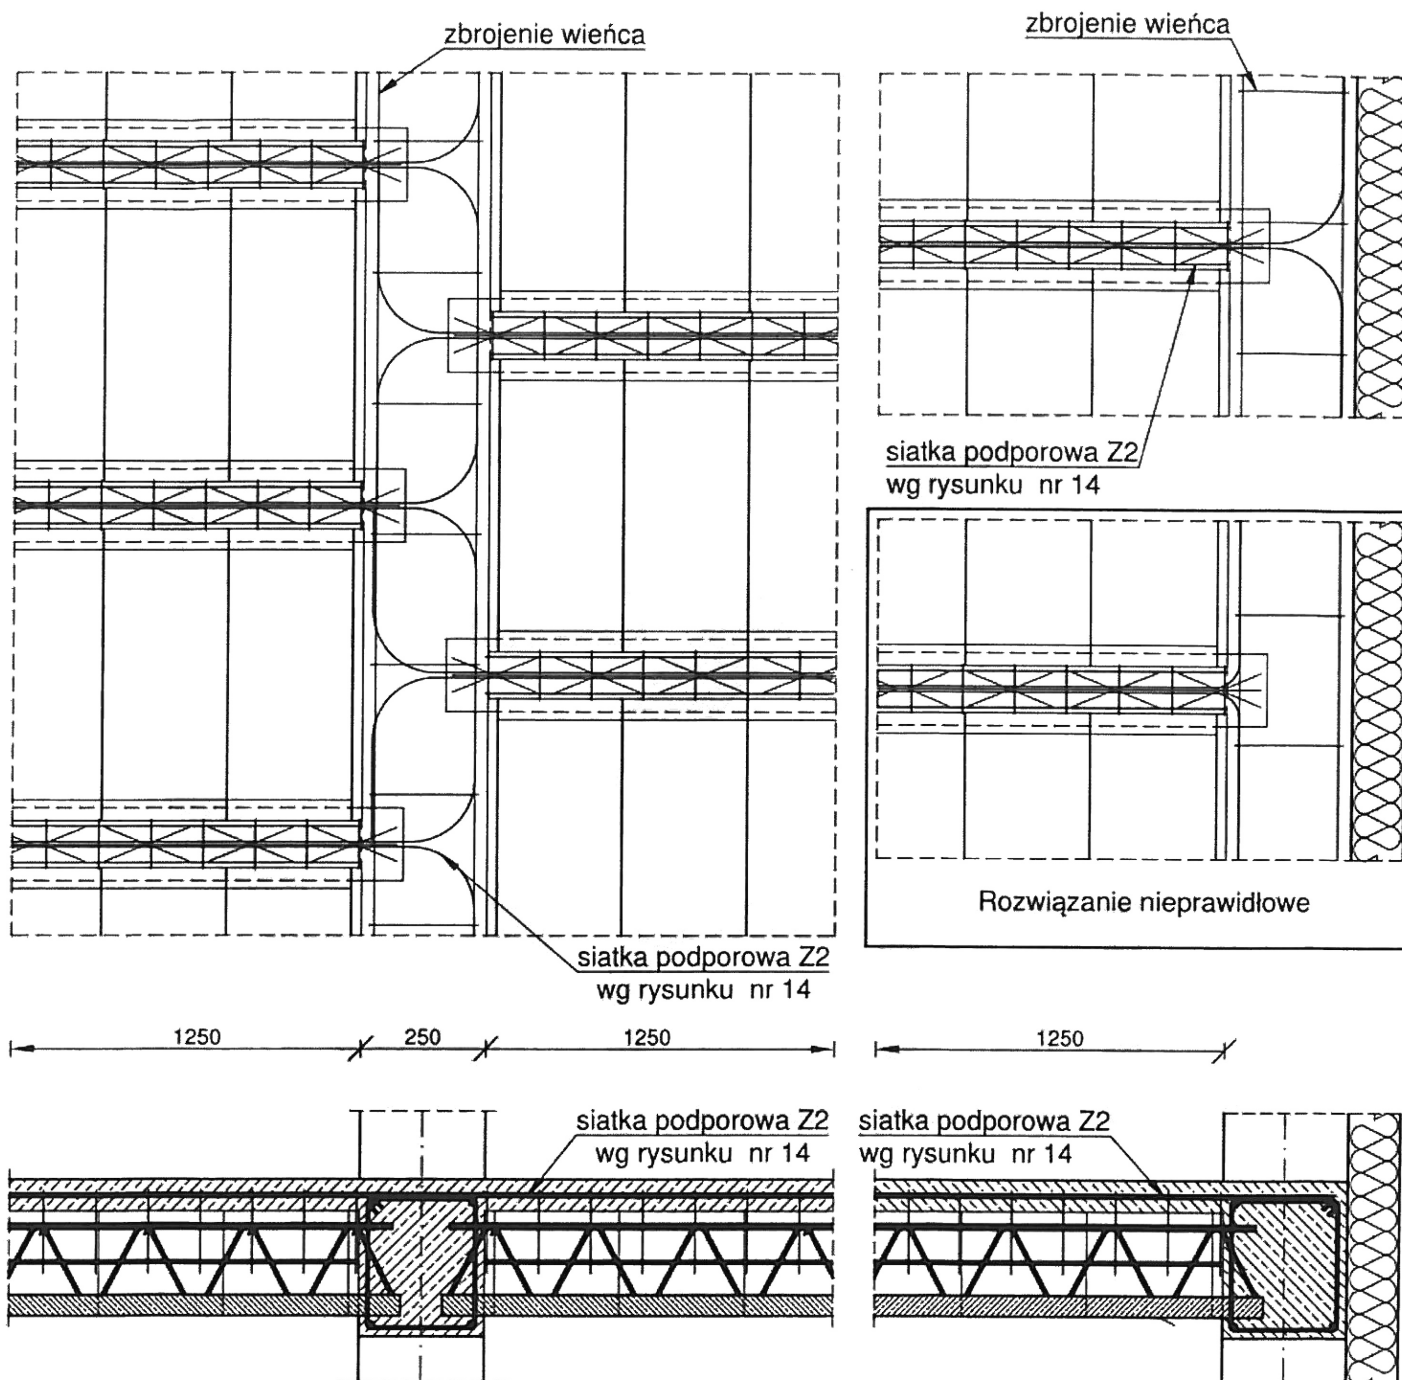 zbrojenie wieńca
zbrojenie wieńca
siatka podporowa Z2
wg rysunku nr 14
Rozwiązanie nieprawidłowe
siatka podporowa Z2
wg rysunku nr 14
1250
250
1250
1250
siatka podporowa Z2
wg rysunku nr 14
siatka podporowa Z2
wg rysunku nr 14